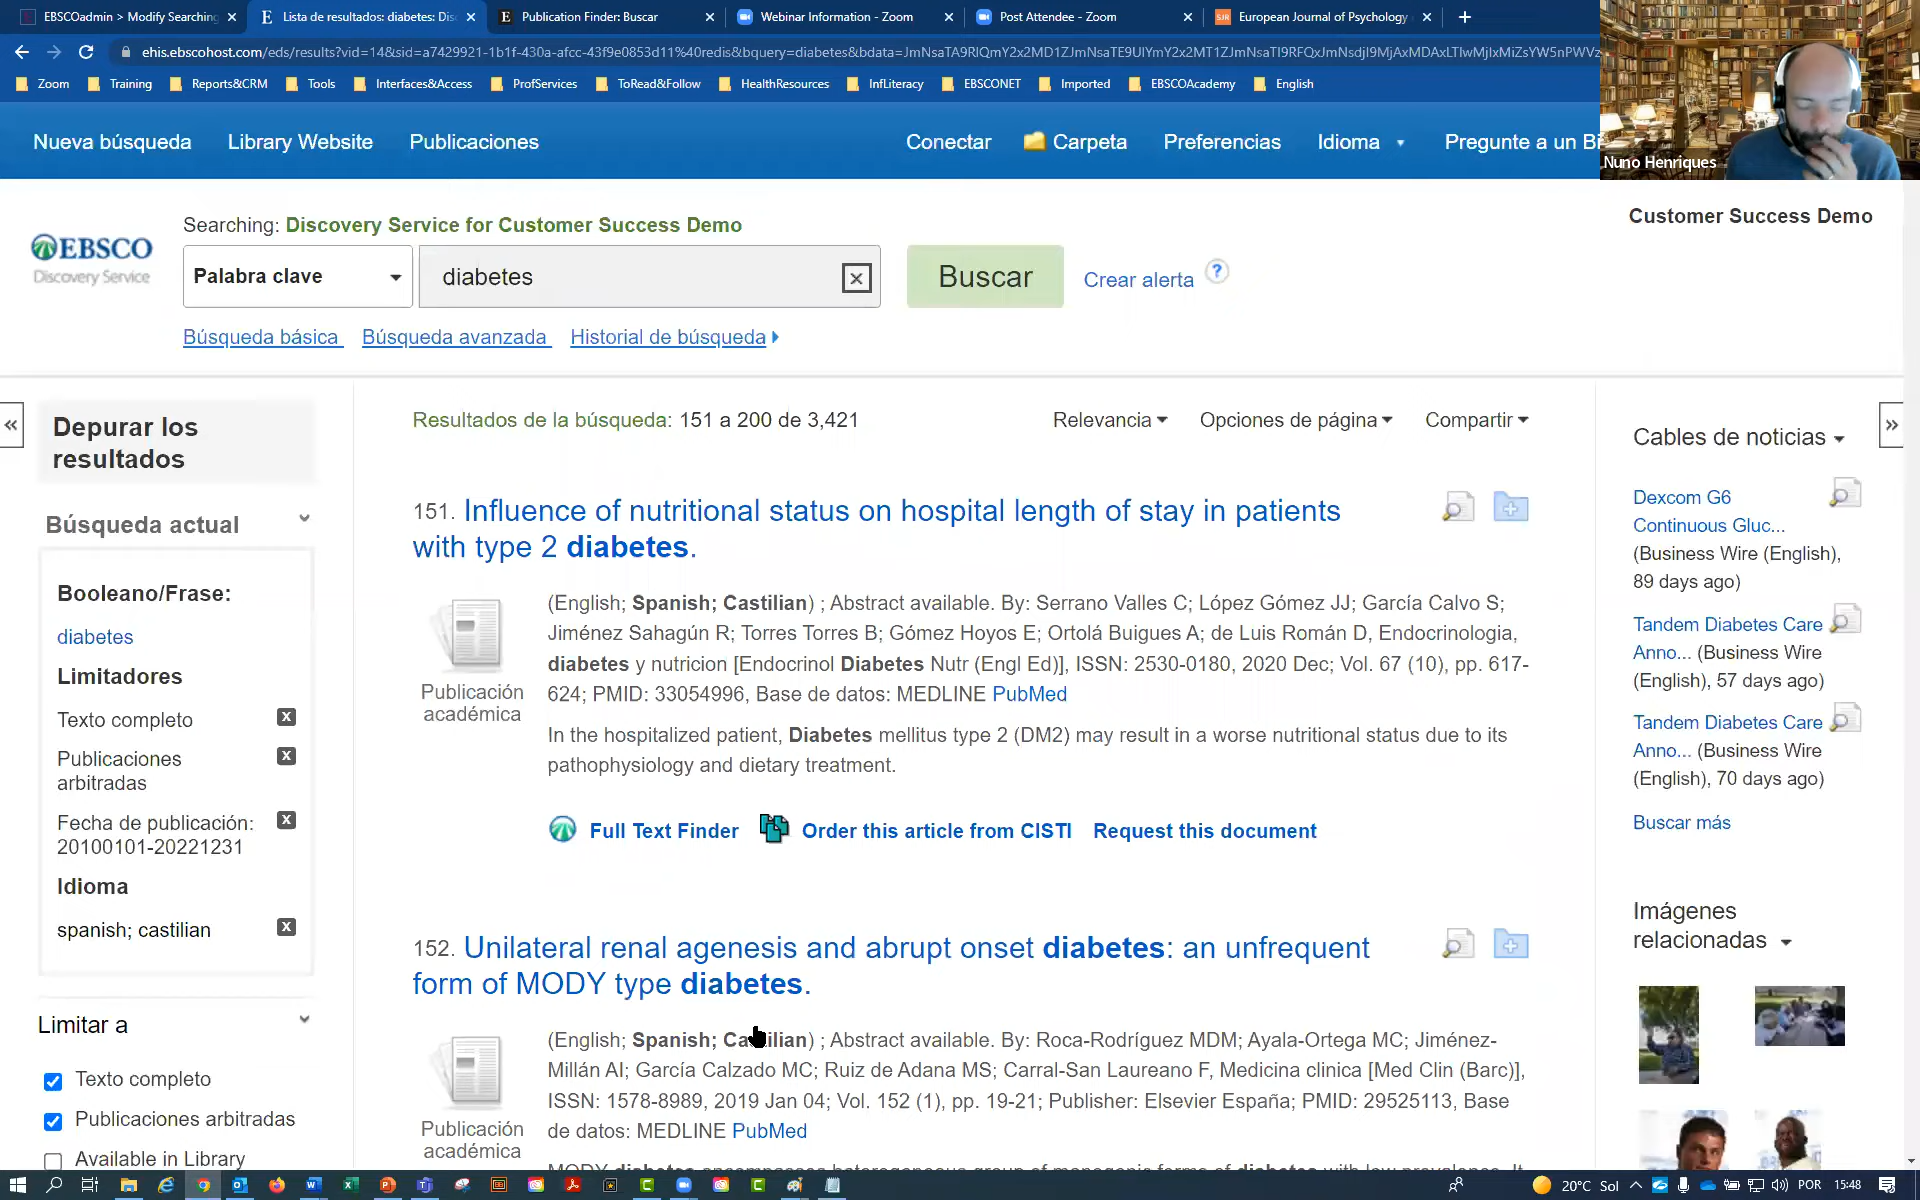 EBSCOadmin > Modify Searching
Lista de resultados: diabetes: Dis
Publication Finder: Buscar
Webinar Information - Zoom
Post Attendee - Zoom
European Journal of Psychology
Zoom
Training
Reports&CRM
Tools
Interfaces&Access
ProfServices
ToRead&Follow
HealthResources
InfLiteracy
EBSCONET
Imported
EBSCOAcademy
English
Nueva búsqueda
Library Website
Publicaciones
Conectar
Carpeta
Preferencias
Idioma
Pregunte a un Bi
Nuno Henriques
Customer Success Demo
Searching: Discovery Service for Customer Success Demo
EBSCO
Discovery Service
Palabra clave
diabetes
Buscar
Crear alerta
?
Búsqueda básica
Búsqueda avanzada
Historial de búsqueda
Depurar los
resultados
Búsqueda actual
Booleano/Frase:
diabetes
Limitadores
Texto completo
Publicaciones
arbitradas
Fecha de publicación:
20100101-20221231
Idioma
spanish; castilian
Limitar a
Texto completo
Publicaciones arbitradas
Available in Library
Resultados de la búsqueda: 151 a 200 de 3,421
Relevancia
Opciones de página
Compartir
151. Influence of nutritional status on hospital length of stay in patients
with type 2 diabetes.
Publicación
académica
(English; Spanish; Castilian) ; Abstract available. By: Serrano Valles C; López Gómez JJ; García Calvo S;
Jiménez Sahagún R; Torres Torres B; Gómez Hoyos E; Ortolá Buigues A; de Luis Román D, Endocrinologia,
diabetes y nutricion [Endocrinol Diabetes Nutr (Engl Ed)], ISSN: 2530-0180, 2020 Dec; Vol. 67 (10), pp. 617-
624; PMID: 33054996, Base de datos: MEDLINE PubMed
In the hospitalized patient, Diabetes mellitus type 2 (DM2) may result in a worse nutritional status due to its
pathophysiology and dietary treatment.
Full Text Finder
Order this article from CISTI
Request this document
152. Unilateral renal agenesis and abrupt onset diabetes: an unfrequent
form of MODY type diabetes.
Publicación
académica
(English; Spanish; Castilian) ; Abstract available. By: Roca-Rodríguez MDM; Ayala-Ortega MC; Jiménez-
Millán AI; García Calzado MC; Ruiz de Adana MS; Carral-San Laureano F, Medicina clinica [Med Clin (Barc)],
ISSN: 1578-8989, 2019 Jan 04; Vol. 152 (1), pp. 19-21; Publisher: Elsevier España; PMID: 29525113, Base
de datos: MEDLINE PubMed
Cables de noticias
Dexcom G6
Continuous Gluc...
(Business Wire (English),
89 days ago)
Tandem Diabetes Care
Anno... (Business Wire
(English), 57 days ago)
Tandem Diabetes Care
Anno... (Business Wire
(English), 70 days ago)
Buscar más
Imágenes
relacionadas
20°C Sol
POR
15:48